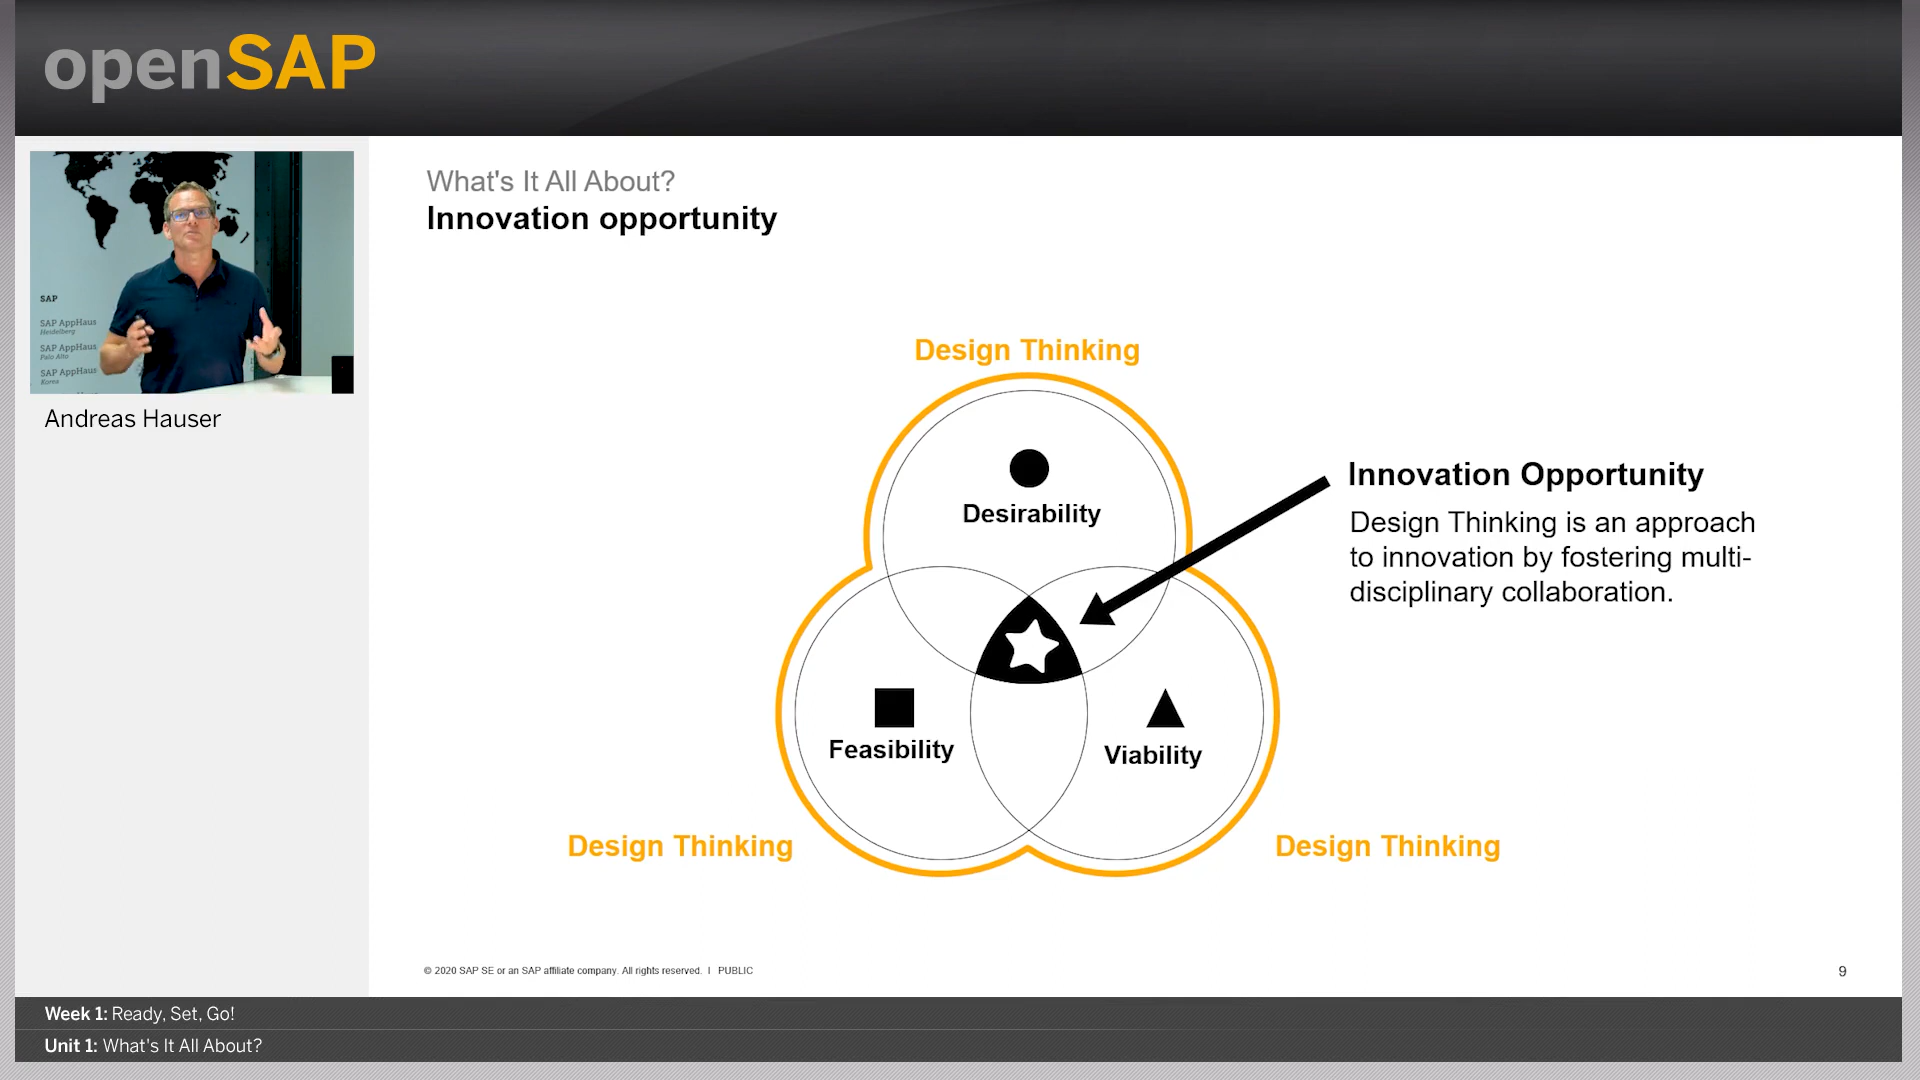 openSAP
What's It All About?
Innovation opportunity
SAP
SAP AppHaus
Heidelberg
SAP AppHaus
Palo Alto
SAP AppHaus
Korea
Andreas Hauser
Design Thinking
Desirability
Innovation Opportunity
Design Thinking is an approach
to innovation by fostering multi-
disciplinary collaboration.
Feasibility
Viability
Design Thinking
Design Thinking
© 2020 SAP SE or an SAP affiliate company. All rights reserved. I PUBLIC
9
Week 1: Ready, Set, Go!
Unit 1: What's It All About?